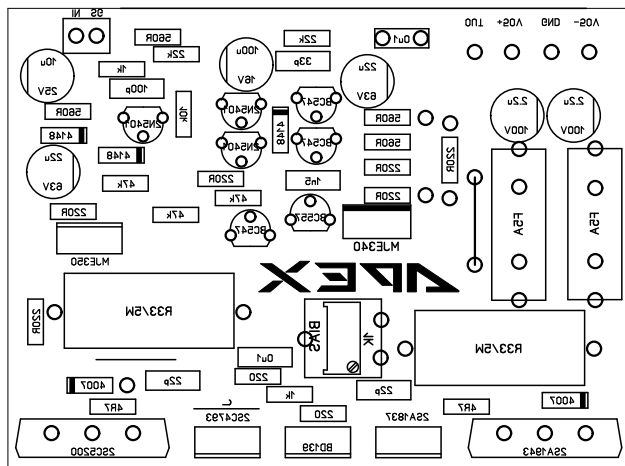 IN SG
560R
22k
22k
0u1
OUT +50V GND -50V
100u
16V
33p
10u
25V
1k
100p
22u
63V
2.2u
100V
2.2u
100V
560R
2N5401
10k
2N5401
4148
BC547
560R
4148
4148
2N5401
BC547
560R
220R
22u
63V
47k
220R
1n5
220R
F5A
F5A
47k
220R
220R
47k
BC547
BC557
MJE340
MJE350
APEX
220R
R33/5W
BIAS
1K
R33/5W
0u1
4007
22p
220
22p
1k
4007
4R7
2SC4793
220
2SA1837
4R7
2SC5200
BD139
2SA1943